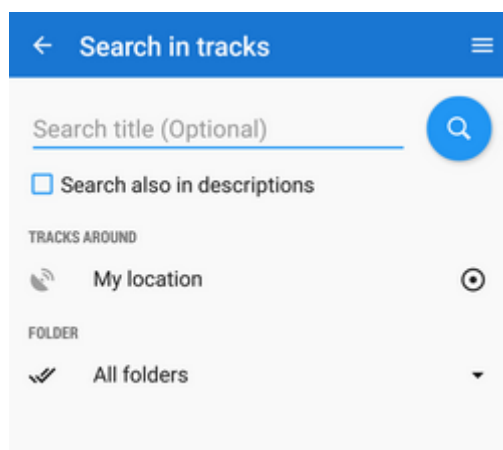 Search in tracks
Search title (Optional)
Search also in descriptions
TRACKS AROUND
My location
FOLDER
All folders